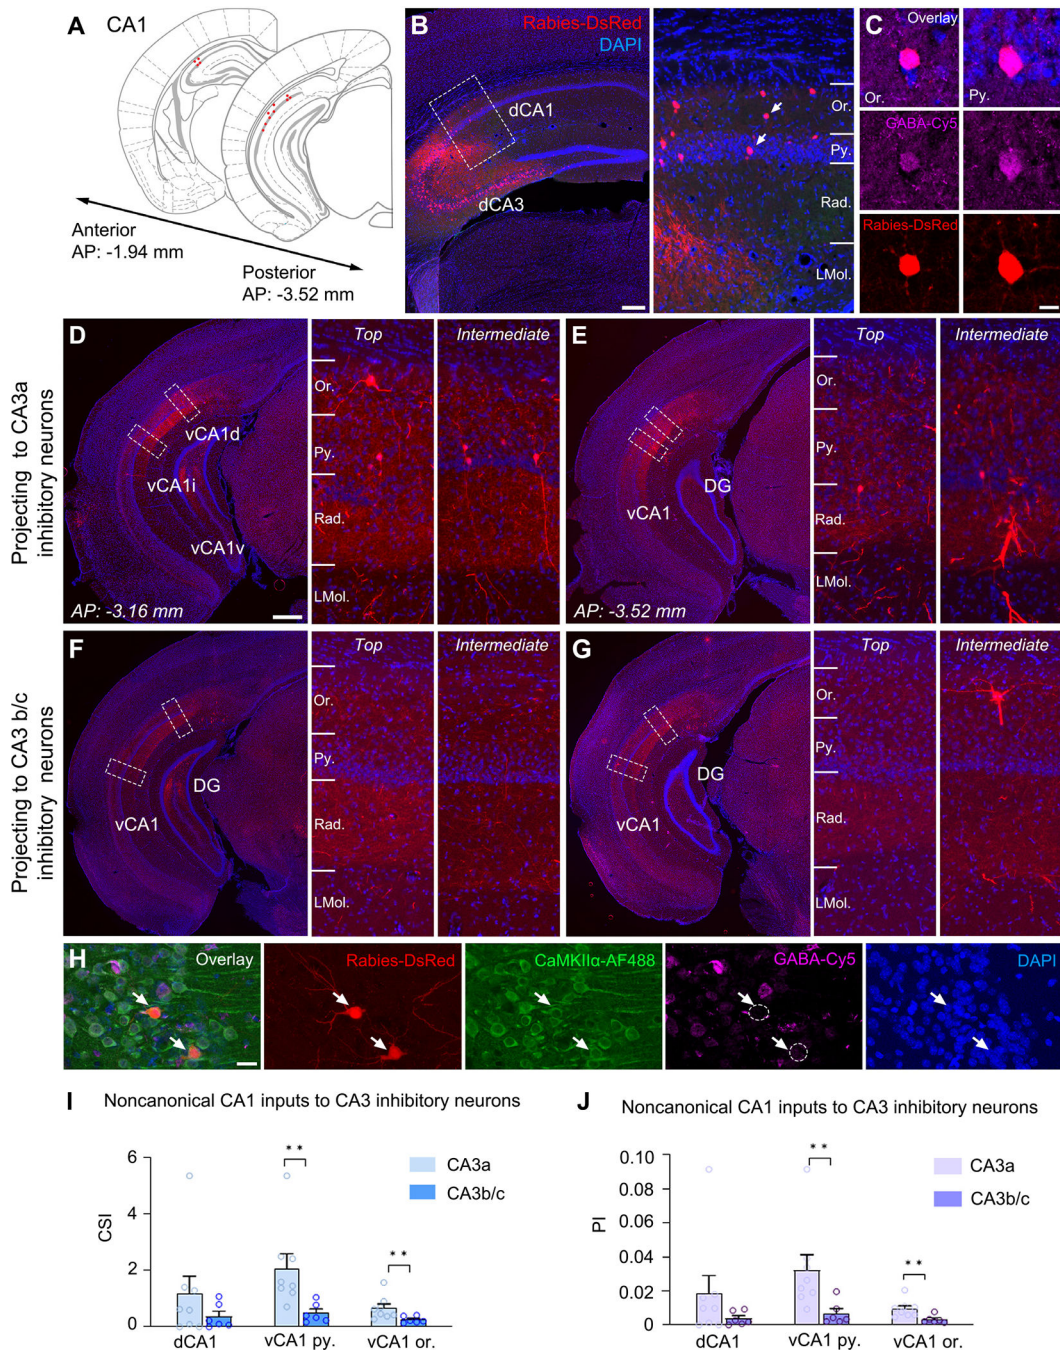 A
CA1
Anterior
AP: -1.94 mm
Posterior
AP: -3.52 mm
B
Rabies-DsRed
DAPI
dCA1
dCA3
Or.
Py.
Rad.
LMol.
C
Overlay
Or.
Py.
GABA-Cy5
Rabies-DsRed
Projecting to CA3a
inhibitory neurons
D
vCA1d
vCA1i
vCA1v
AP: -3.16 mm
Top
Intermediate
Or.
Py.
Rad.
LMol.
E
DG
vCA1
AP: -3.52 mm
Top
Intermediate
Or.
Py.
Rad.
LMol.
Projecting to CA3 b/c
inhibitory neurons
F
DG
vCA1
Top
Intermediate
Or.
Py.
Rad.
LMol.
G
DG
vCA1
Top
Intermediate
Or.
Py.
Rad.
LMol.
H
Overlay
Rabies-DsRed
CaMKIIα-AF488
GABA-Cy5
DAPI
I
Noncanonical CA1 inputs to CA3 inhibitory neurons
CSI
6
4
2
0
**
**
CA3a
CA3b/c
dCA1
vCA1 py.
vCA1 or.
J
Noncanonical CA1 inputs to CA3 inhibitory neurons
PI
0.10
0.08
0.06
0.04
0.02
0
**
**
CA3a
CA3b/c
dCA1
vCA1 py.
vCA1 or.